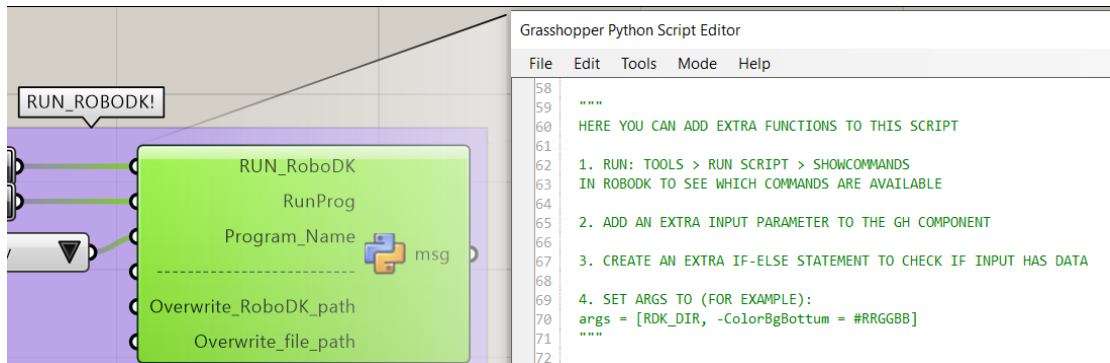 RUN_ROBODK!
RUN_RoboDK
RunProg
Program_Name
msg
------------------------
Overwrite_RoboDK_path
Overwrite_file_path
Grasshopper Python Script Editor
File Edit Tools Mode Help
58
59 """
60 HERE YOU CAN ADD EXTRA FUNCTIONS TO THIS SCRIPT
61
62 1. RUN: TOOLS > RUN SCRIPT > SHOWCOMMANDS
63 IN ROBODK TO SEE WHICH COMMANDS ARE AVAILABLE
64
65 2. ADD AN EXTRA INPUT PARAMETER TO THE GH COMPONENT
66
67 3. CREATE AN EXTRA IF-ELSE STATEMENT TO CHECK IF INPUT HAS DATA
68
69 4. SET ARGS TO (FOR EXAMPLE):
70 args = [RDK_DIR, -ColorBgBottum = #RRGGBB]
71 """
72